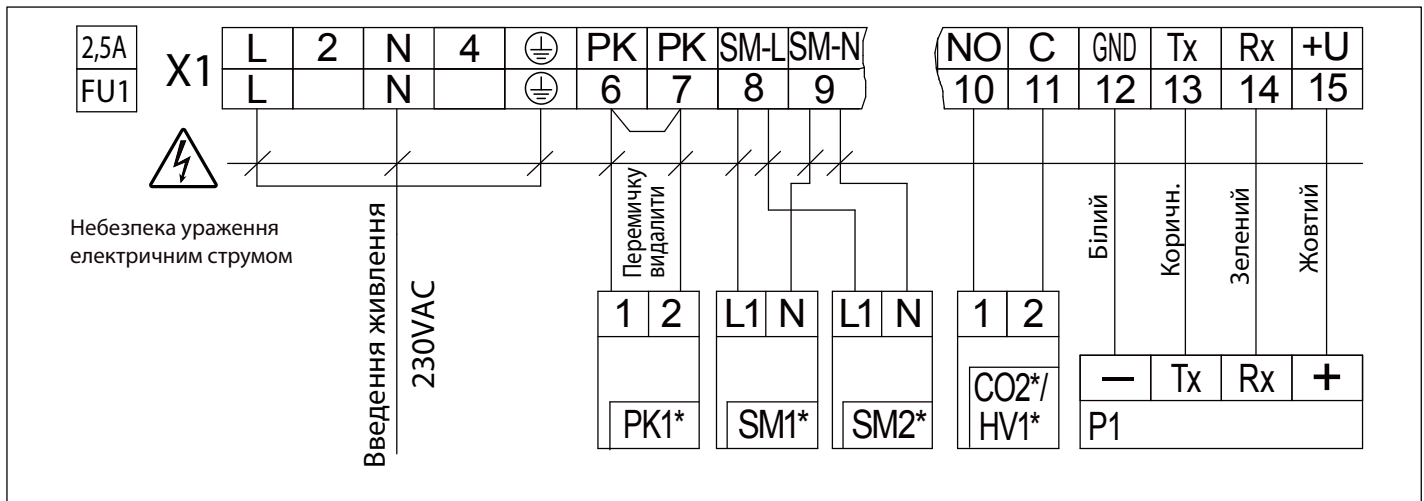 2,5A
FU1
X1
L 2 N 4 PK PK SM-L SM-N NO C GND Tx Rx +U
L N 6 7 8 9 10 11 12 13 14 15
Небезпека ураження
електричним струмом
Введення живлення
230VAC
Перемичку
видалити
Білий
Коричн.
Зелений
Жовтий
1 2
PK1*
L1 N
SM1*
L1 N
SM2*
1 2
CO2*/
HV1*
— Tx Rx +
P1